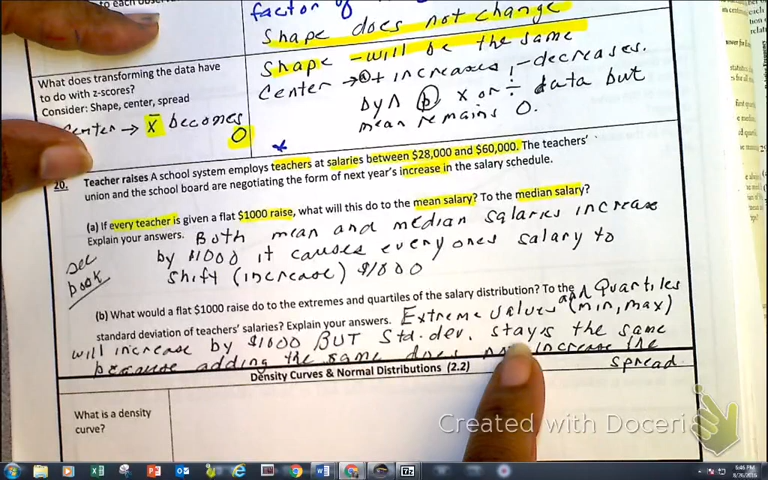 to each obser
factor of
Shape does not change
What does transforming the data have
to do with z-scores?
Consider: Shape, center, spread
center → x̄ becomes
0
Shape - will be the same
Center → + increases, - decreases.
by x or ÷ data but
mean remains 0.
20. Teacher raises A school system employs teachers at salaries between $28,000 and $60,000. The teachers'
union and the school board are negotiating the form of next year's increase in the salary schedule.
(a) If every teacher is given a flat $1000 raise, what will this do to the mean salary? To the median salary?
Explain your answers. Both mean and median salaries increase
by $1000 it causes everyones salary to
shift (increase) $1000
see
book
(b) What would a flat $1000 raise do to the extremes and quartiles of the salary distribution? To the
standard deviation of teachers' salaries? Explain your answers. Extreme values (min, max)
and Quartiles
will increase by $1000 BUT Std. dev. stays the same
because adding the same does not increase the
spread.
Density Curves & Normal Distributions (2.2)
What is a density
curve?
Created with Doceri
5:46 PM
8/26/2016